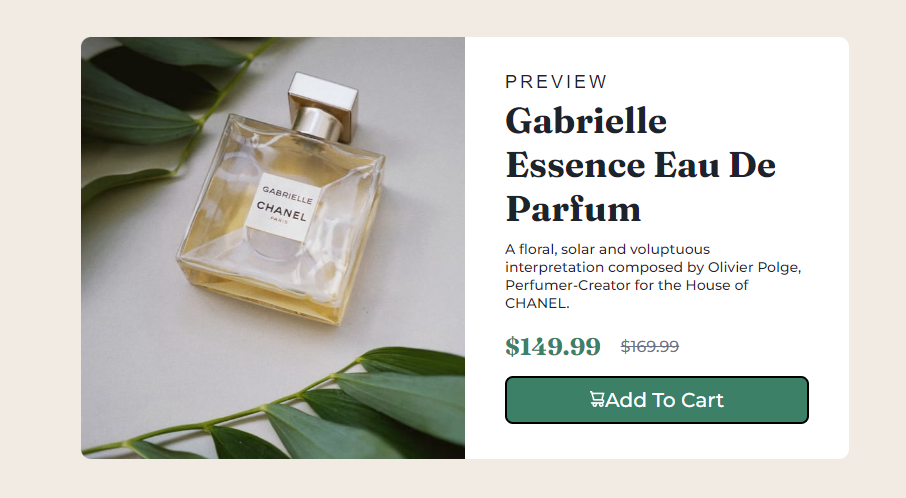 GABRIELLE
CHANEL
PARIS
PREVIEW
Gabrielle
Essence Eau De
Parfum
A floral, solar and voluptuous
interpretation composed by Olivier Polge,
Perfumer-Creator for the House of
CHANEL.
$149.99 $169.99
Add To Cart